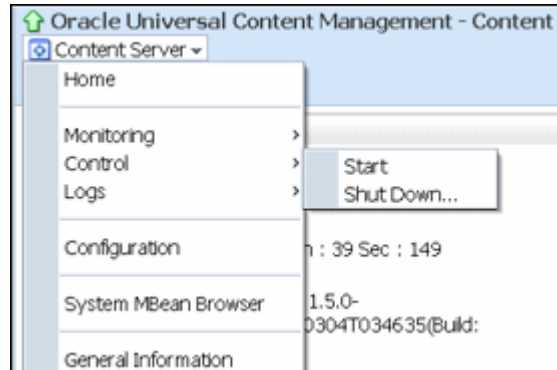 Oracle Universal Content Management - Content
Content Server
Home
Monitoring
Control
Logs
Start
Shut Down...
Configuration
n : 39 Sec : 149
System MBean Browser
1.5.0-
0304T034635(Build:
General Information